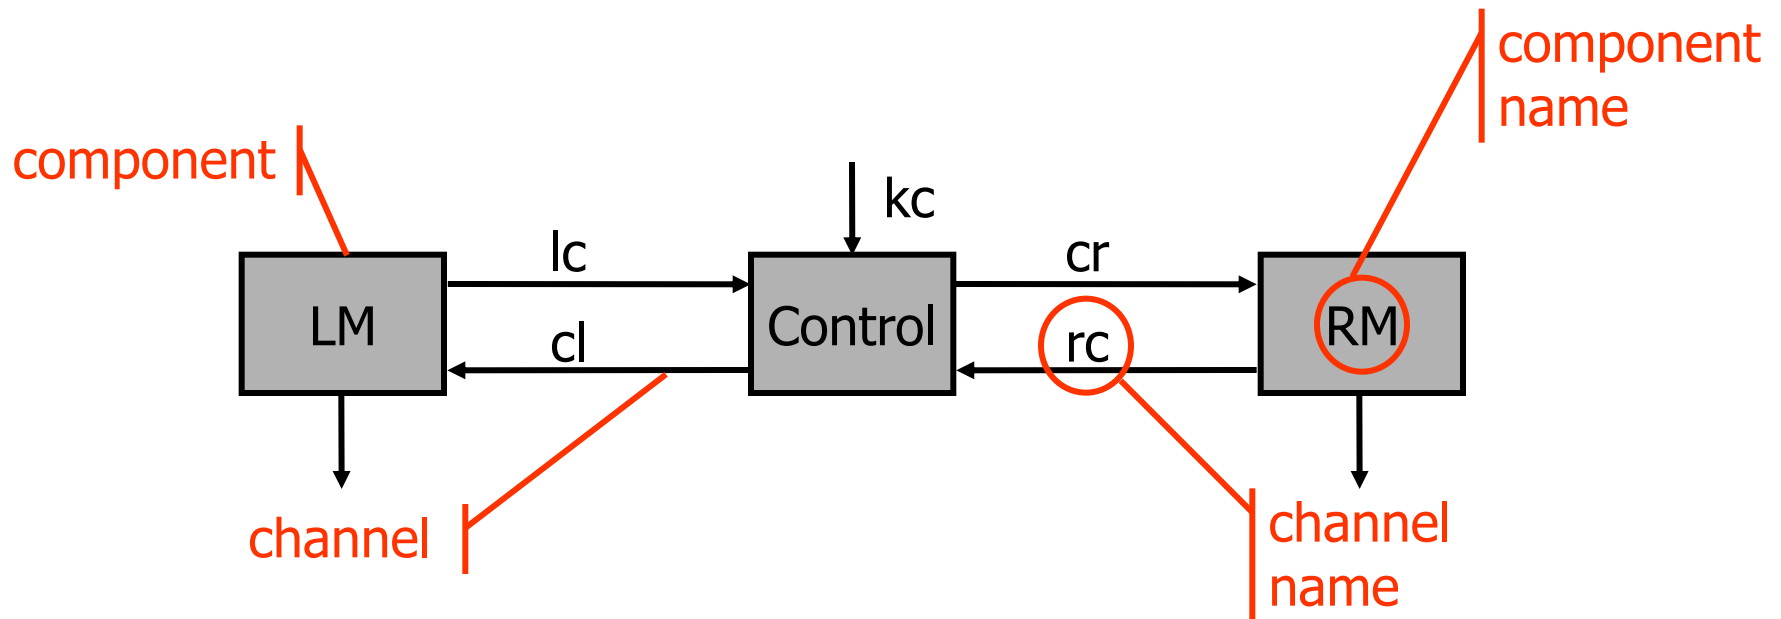 component
name
component
kc
lc
cr
LM
Control
RM
cl
rc
channel
channel
name